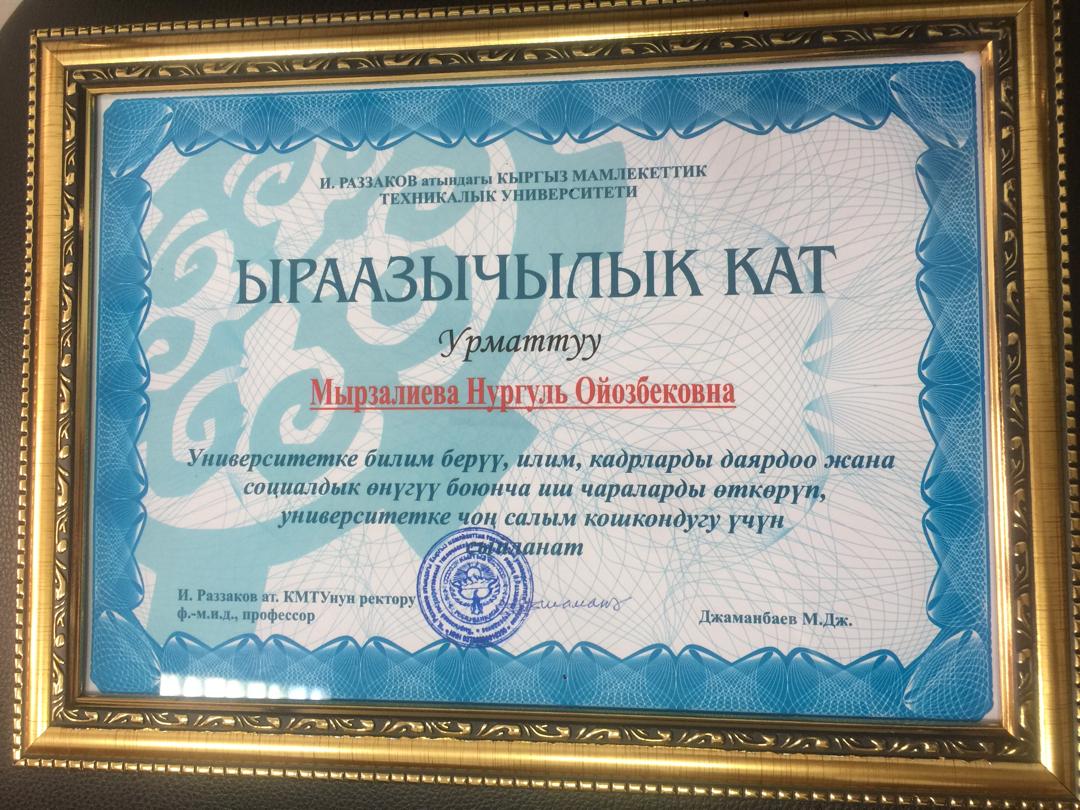 И. РАЗЗАКОВ атындагы КЫРГЫЗ МАМЛЕКЕТТИК
ТЕХНИКАЛЫК УНИВЕРСИТЕТИ
ЫРААЗЫЧЫЛЫК КАТ
Урматтуу
Мырзалиева Нургуль Ойозбековна
Университетке билим берүү, илим, кадрларды даярдоо жана
социалдык өнүгүү боюнча иш чараларды өткөрүп,
университетке чоң салым кошкондугу үчүн
сыйланат
И. Раззаков ат. КМТУнун ректору
ф.-м.и.д., профессор
Джаманбаев М.Дж.